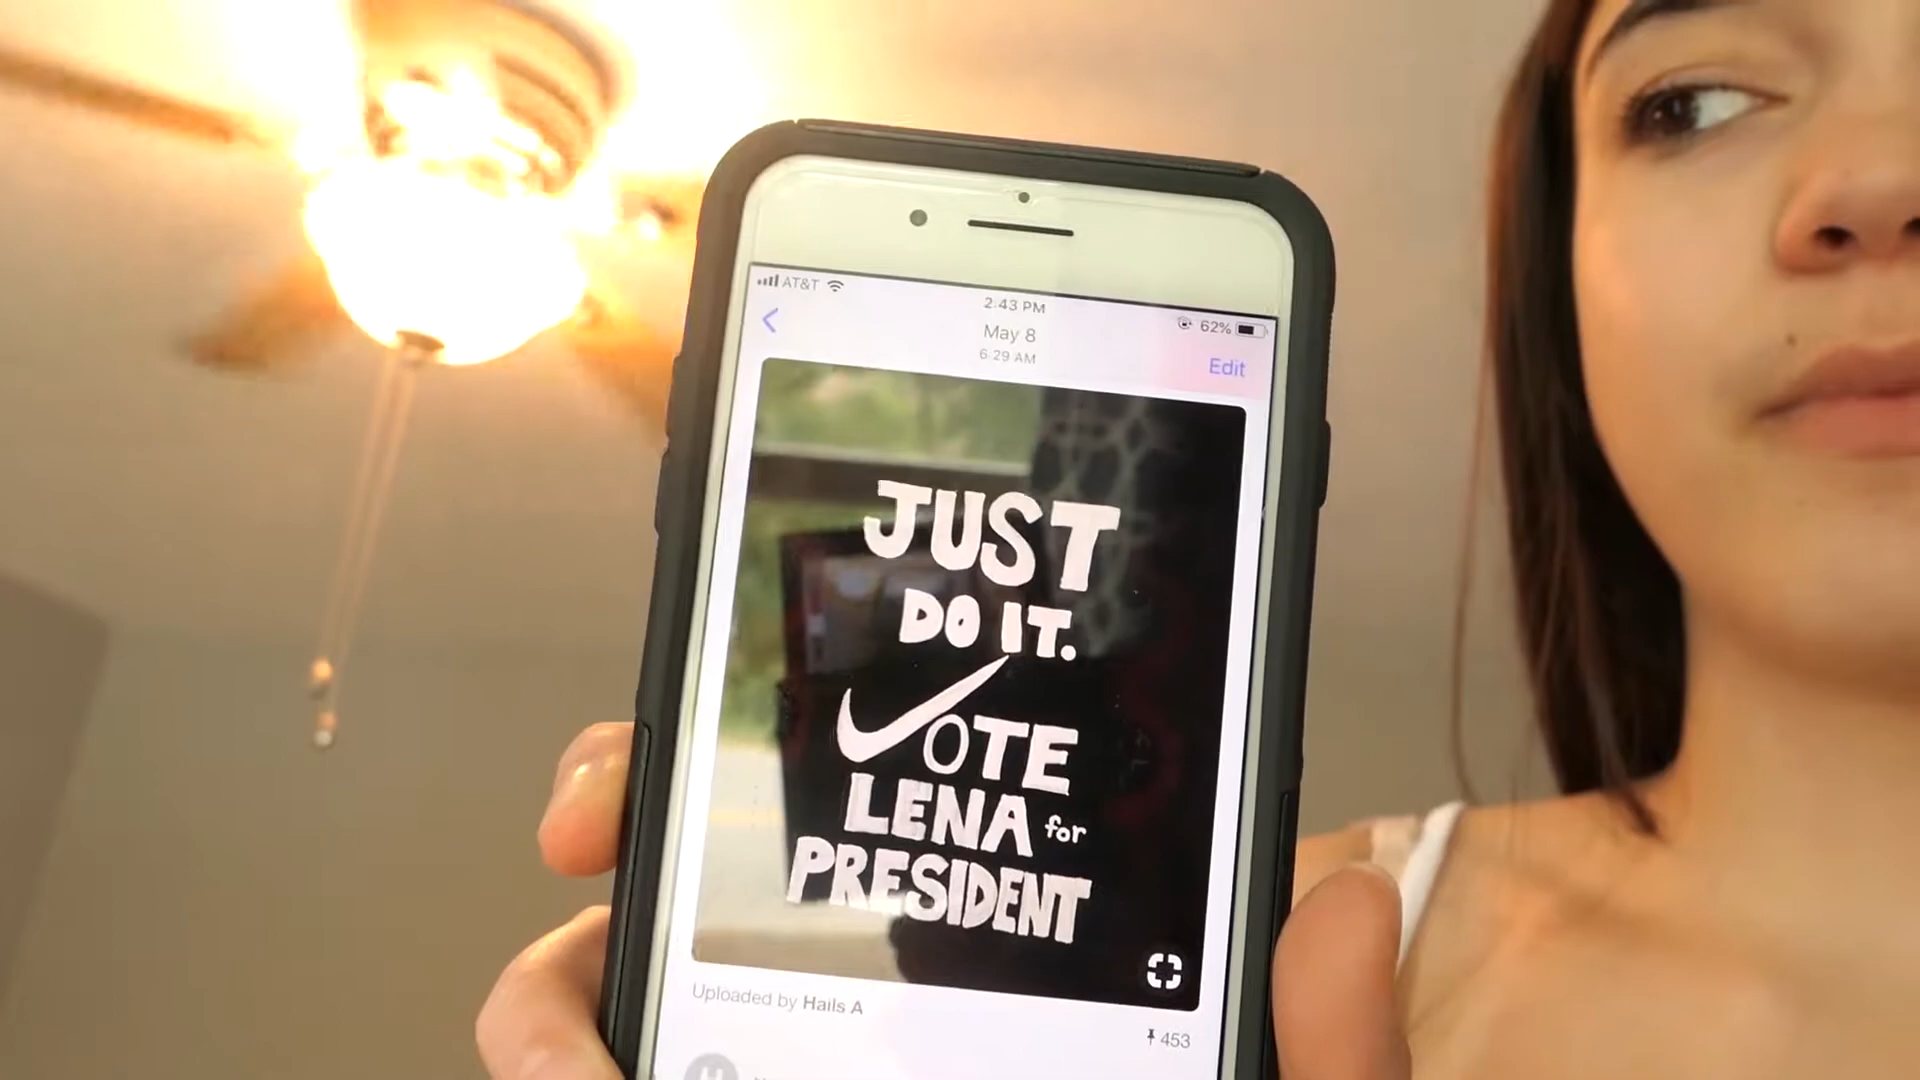 AT&T
2:43 PM
62%
May 8
6:29 AM
Edit
JUST
DO IT.
VOTE
LENA for
PRESIDENT
Uploaded by Hails A
453
H